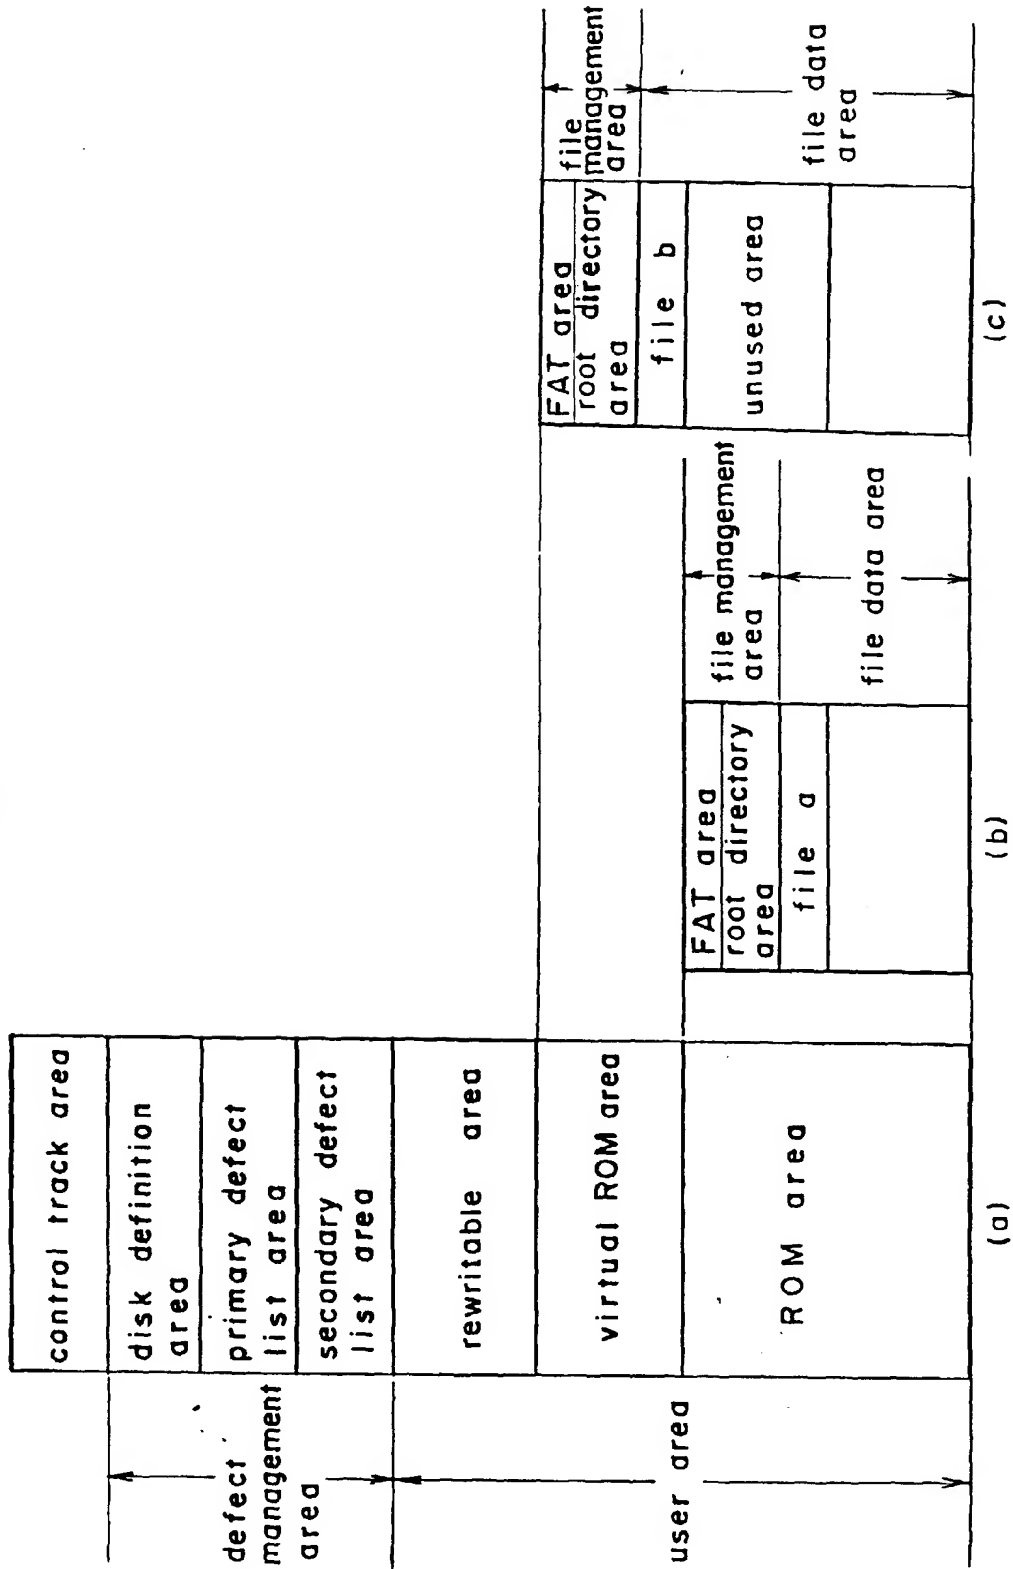 control track area
disk definition
area
primary defect
list area
secondary defect
list area
rewritable area
virtual ROM area
ROM area
defect
management
area
user area
(a)
FAT area
root directory
area
file a
file management
area
file data area
(b)
FAT area
root directory
area
file b
unused area
file
management
area
file data
area
(c)